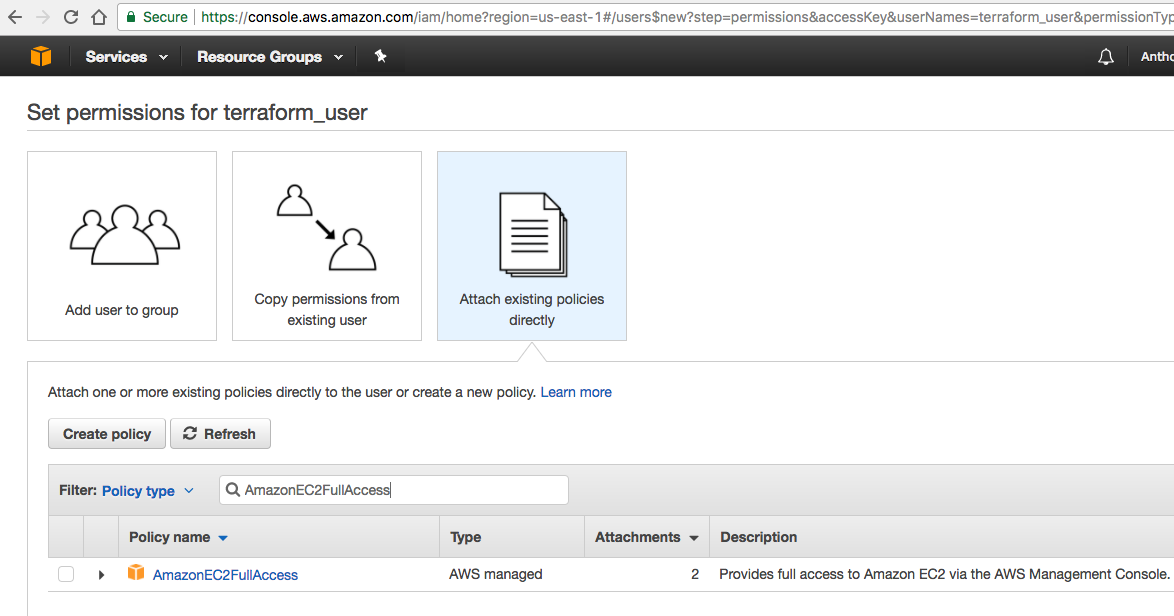 Secure https://console.aws.amazon.com/iam/home?region=us-east-1#/users$new?step=permissions&accessKey&userNames=terraform_user&permissionTyp
Services Resource Groups Antho
Set permissions for terraform_user
Add user to group
Copy permissions from
existing user
Attach existing policies
directly
Attach one or more existing policies directly to the user or create a new policy. Learn more
Create policy Refresh
Filter: Policy type AmazonEC2FullAccess
Policy name Type Attachments Description
AmazonEC2FullAccess AWS managed 2 Provides full access to Amazon EC2 via the AWS Management Console.